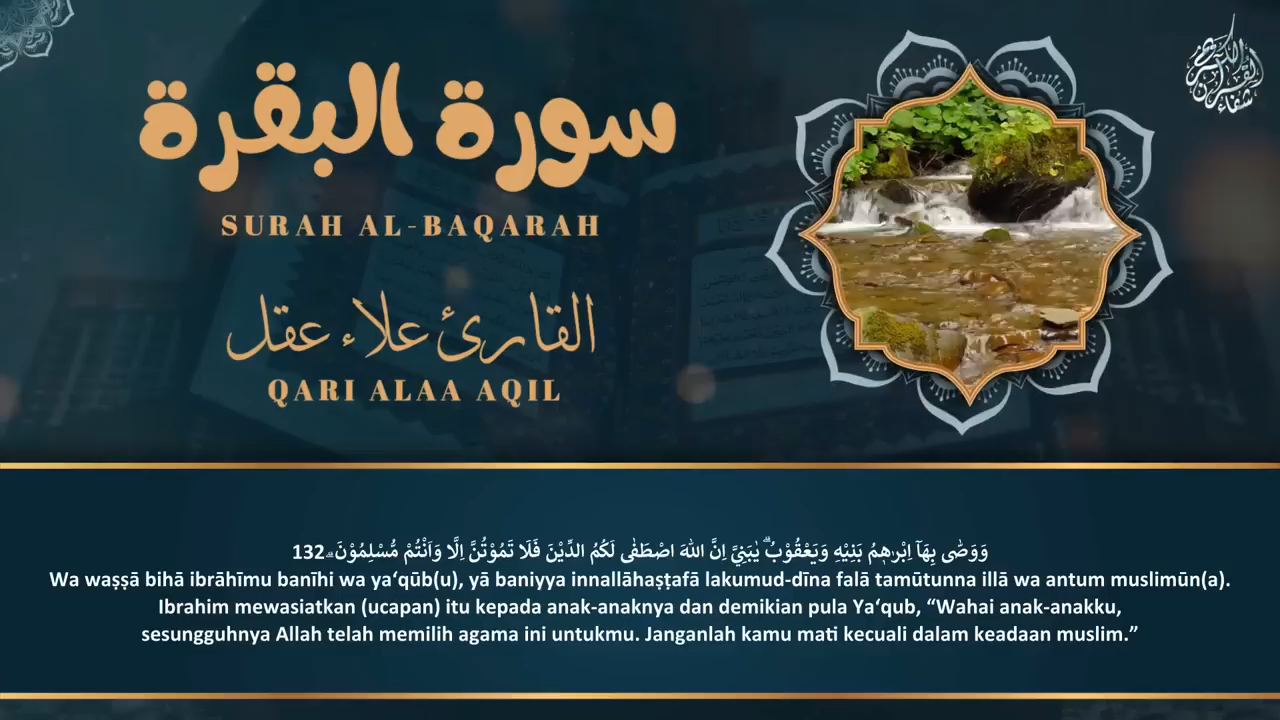 سورة البقرة
SURAH AL-BAQARAH
القارئ علاء عقل
QARI ALAA AQIL
وَوَصّٰى بِهَآ اِبْرٰهٖمُ بَنِيْهِ وَيَعْقُوْبُۗ يٰبَنِيَّ اِنَّ اللّٰهَ اصْطَفٰى لَكُمُ الدِّيْنَ فَلَا تَمُوْتُنَّ اِلَّا وَاَنْتُمْ مُّسْلِمُوْنَۗ 132
Wa waṣṣā bihā ibrāhīmu banīhi wa ya‘qūb(u), yā baniyya innallāhaṣṭafā lakumud-dīna falā tamūtunna illā wa antum muslimūn(a).
Ibrahim mewasiatkan (ucapan) itu kepada anak-anaknya dan demikian pula Ya‘qub, “Wahai anak-anakku,
sesungguhnya Allah telah memilih agama ini untukmu. Janganlah kamu mati kecuali dalam keadaan muslim.”